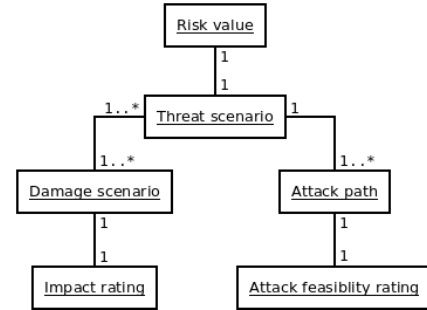 Risk value
1
1
1..* Threat scenario 1
1..* 1..*
Damage scenario Attack path
1 1
1 1
Impact rating Attack feasiblity rating